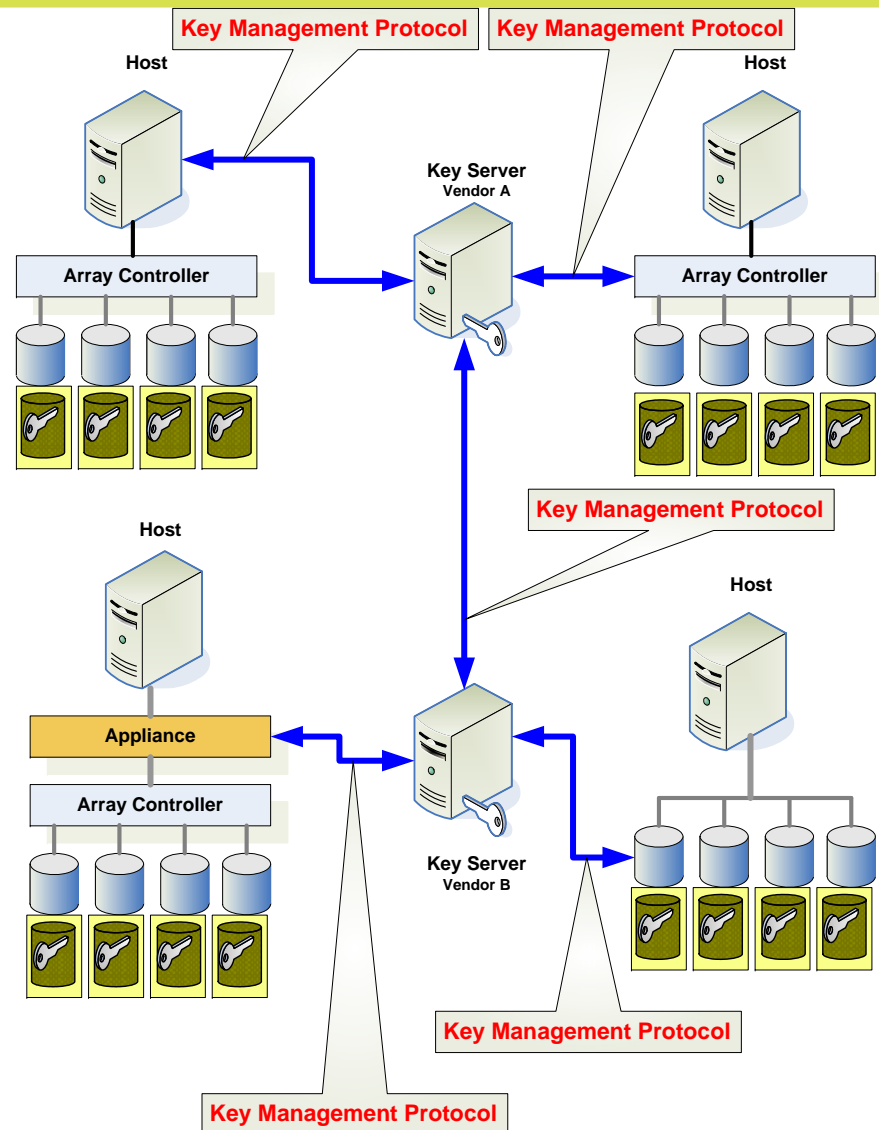 Key Management Protocol
Key Management Protocol
Host
Host
Key Server
Vendor A
Array Controller
Array Controller
Key Management Protocol
Host
Host
Appliance
Array Controller
Key Server
Vendor B
Key Management Protocol
Key Management Protocol